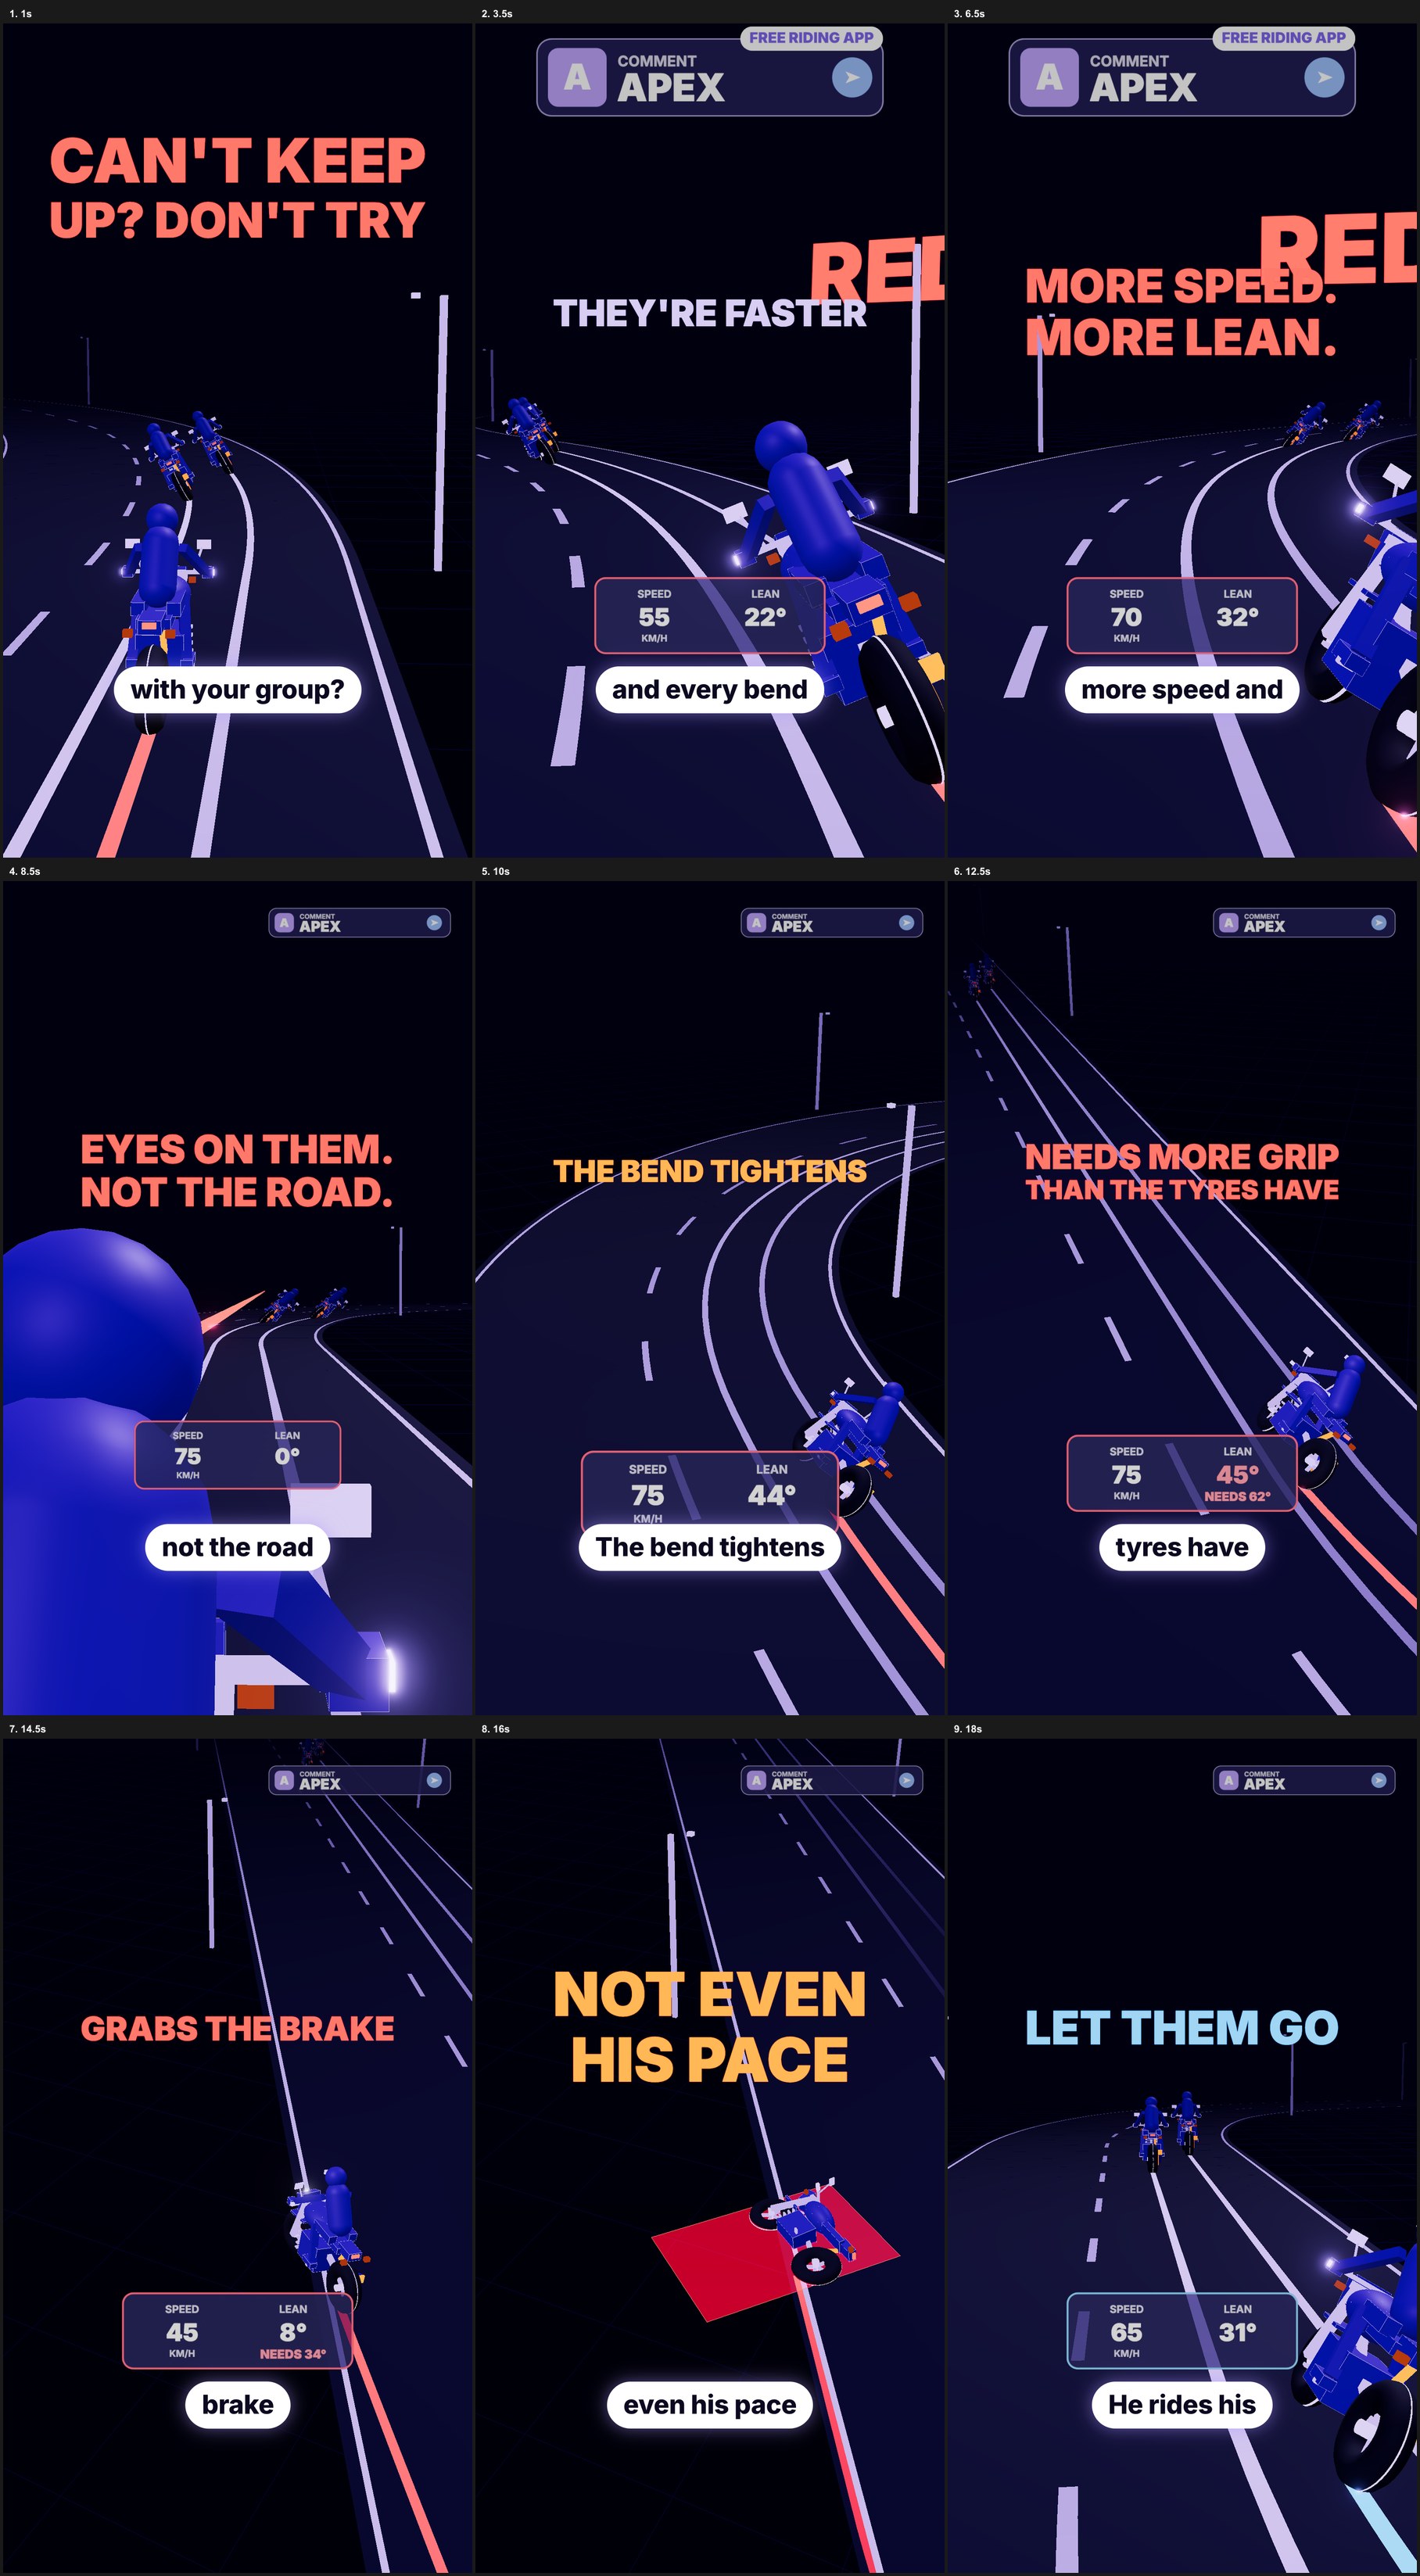 1. 1s
CAN'T KEEP
UP? DON'T TRY
with your group?
2. 3.5s
FREE RIDING APP
A
COMMENT
APEX
RED
THEY'RE FASTER
SPEED
55
KM/H
LEAN
22°
and every bend
3. 6.5s
FREE RIDING APP
A
COMMENT
APEX
RED
MORE SPEED.
MORE LEAN.
SPEED
70
KM/H
LEAN
32°
more speed and
4. 8.5s
A
COMMENT
APEX
EYES ON THEM.
NOT THE ROAD.
SPEED
75
KM/H
LEAN
0°
not the road
5. 10s
A
COMMENT
APEX
THE BEND TIGHTENS
SPEED
75
KM/H
LEAN
44°
The bend tightens
6. 12.5s
A
COMMENT
APEX
NEEDS MORE GRIP
THAN THE TYRES HAVE
SPEED
75
KM/H
LEAN
45°
NEEDS 62°
tyres have
7. 14.5s
A
COMMENT
APEX
GRABS THE BRAKE
SPEED
45
KM/H
LEAN
8°
NEEDS 34°
brake
8. 16s
A
COMMENT
APEX
NOT EVEN
HIS PACE
even his pace
9. 18s
A
COMMENT
APEX
LET THEM GO
SPEED
65
KM/H
LEAN
31°
He rides his